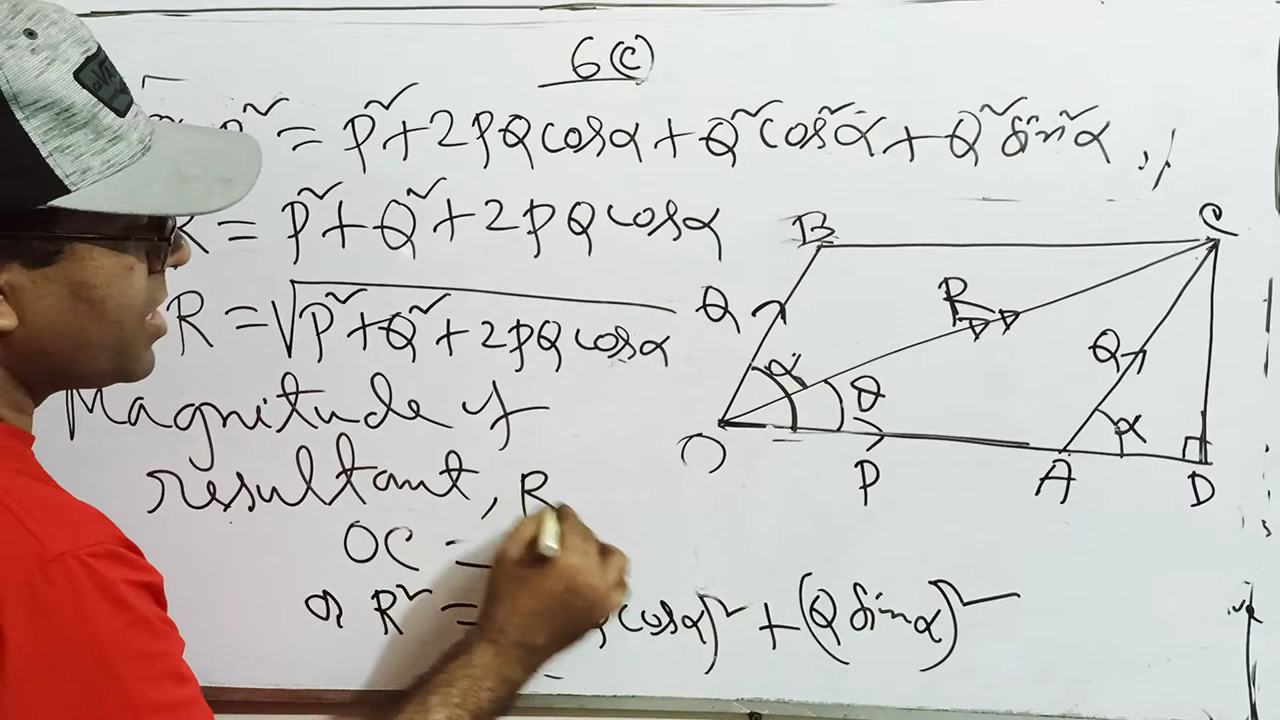 6(C)
R² = P² + 2PQ cosα + Q² cos²α + Q² sin²α
R = P² + Q² + 2PQ cosα
R = √P² + Q² + 2PQ cosα
Magnitude of
resultant, R
OC =
or R² = cosα)² + (Q sinα)²
B
C
Q
R
α
θ
Q
α
O
P
A
D